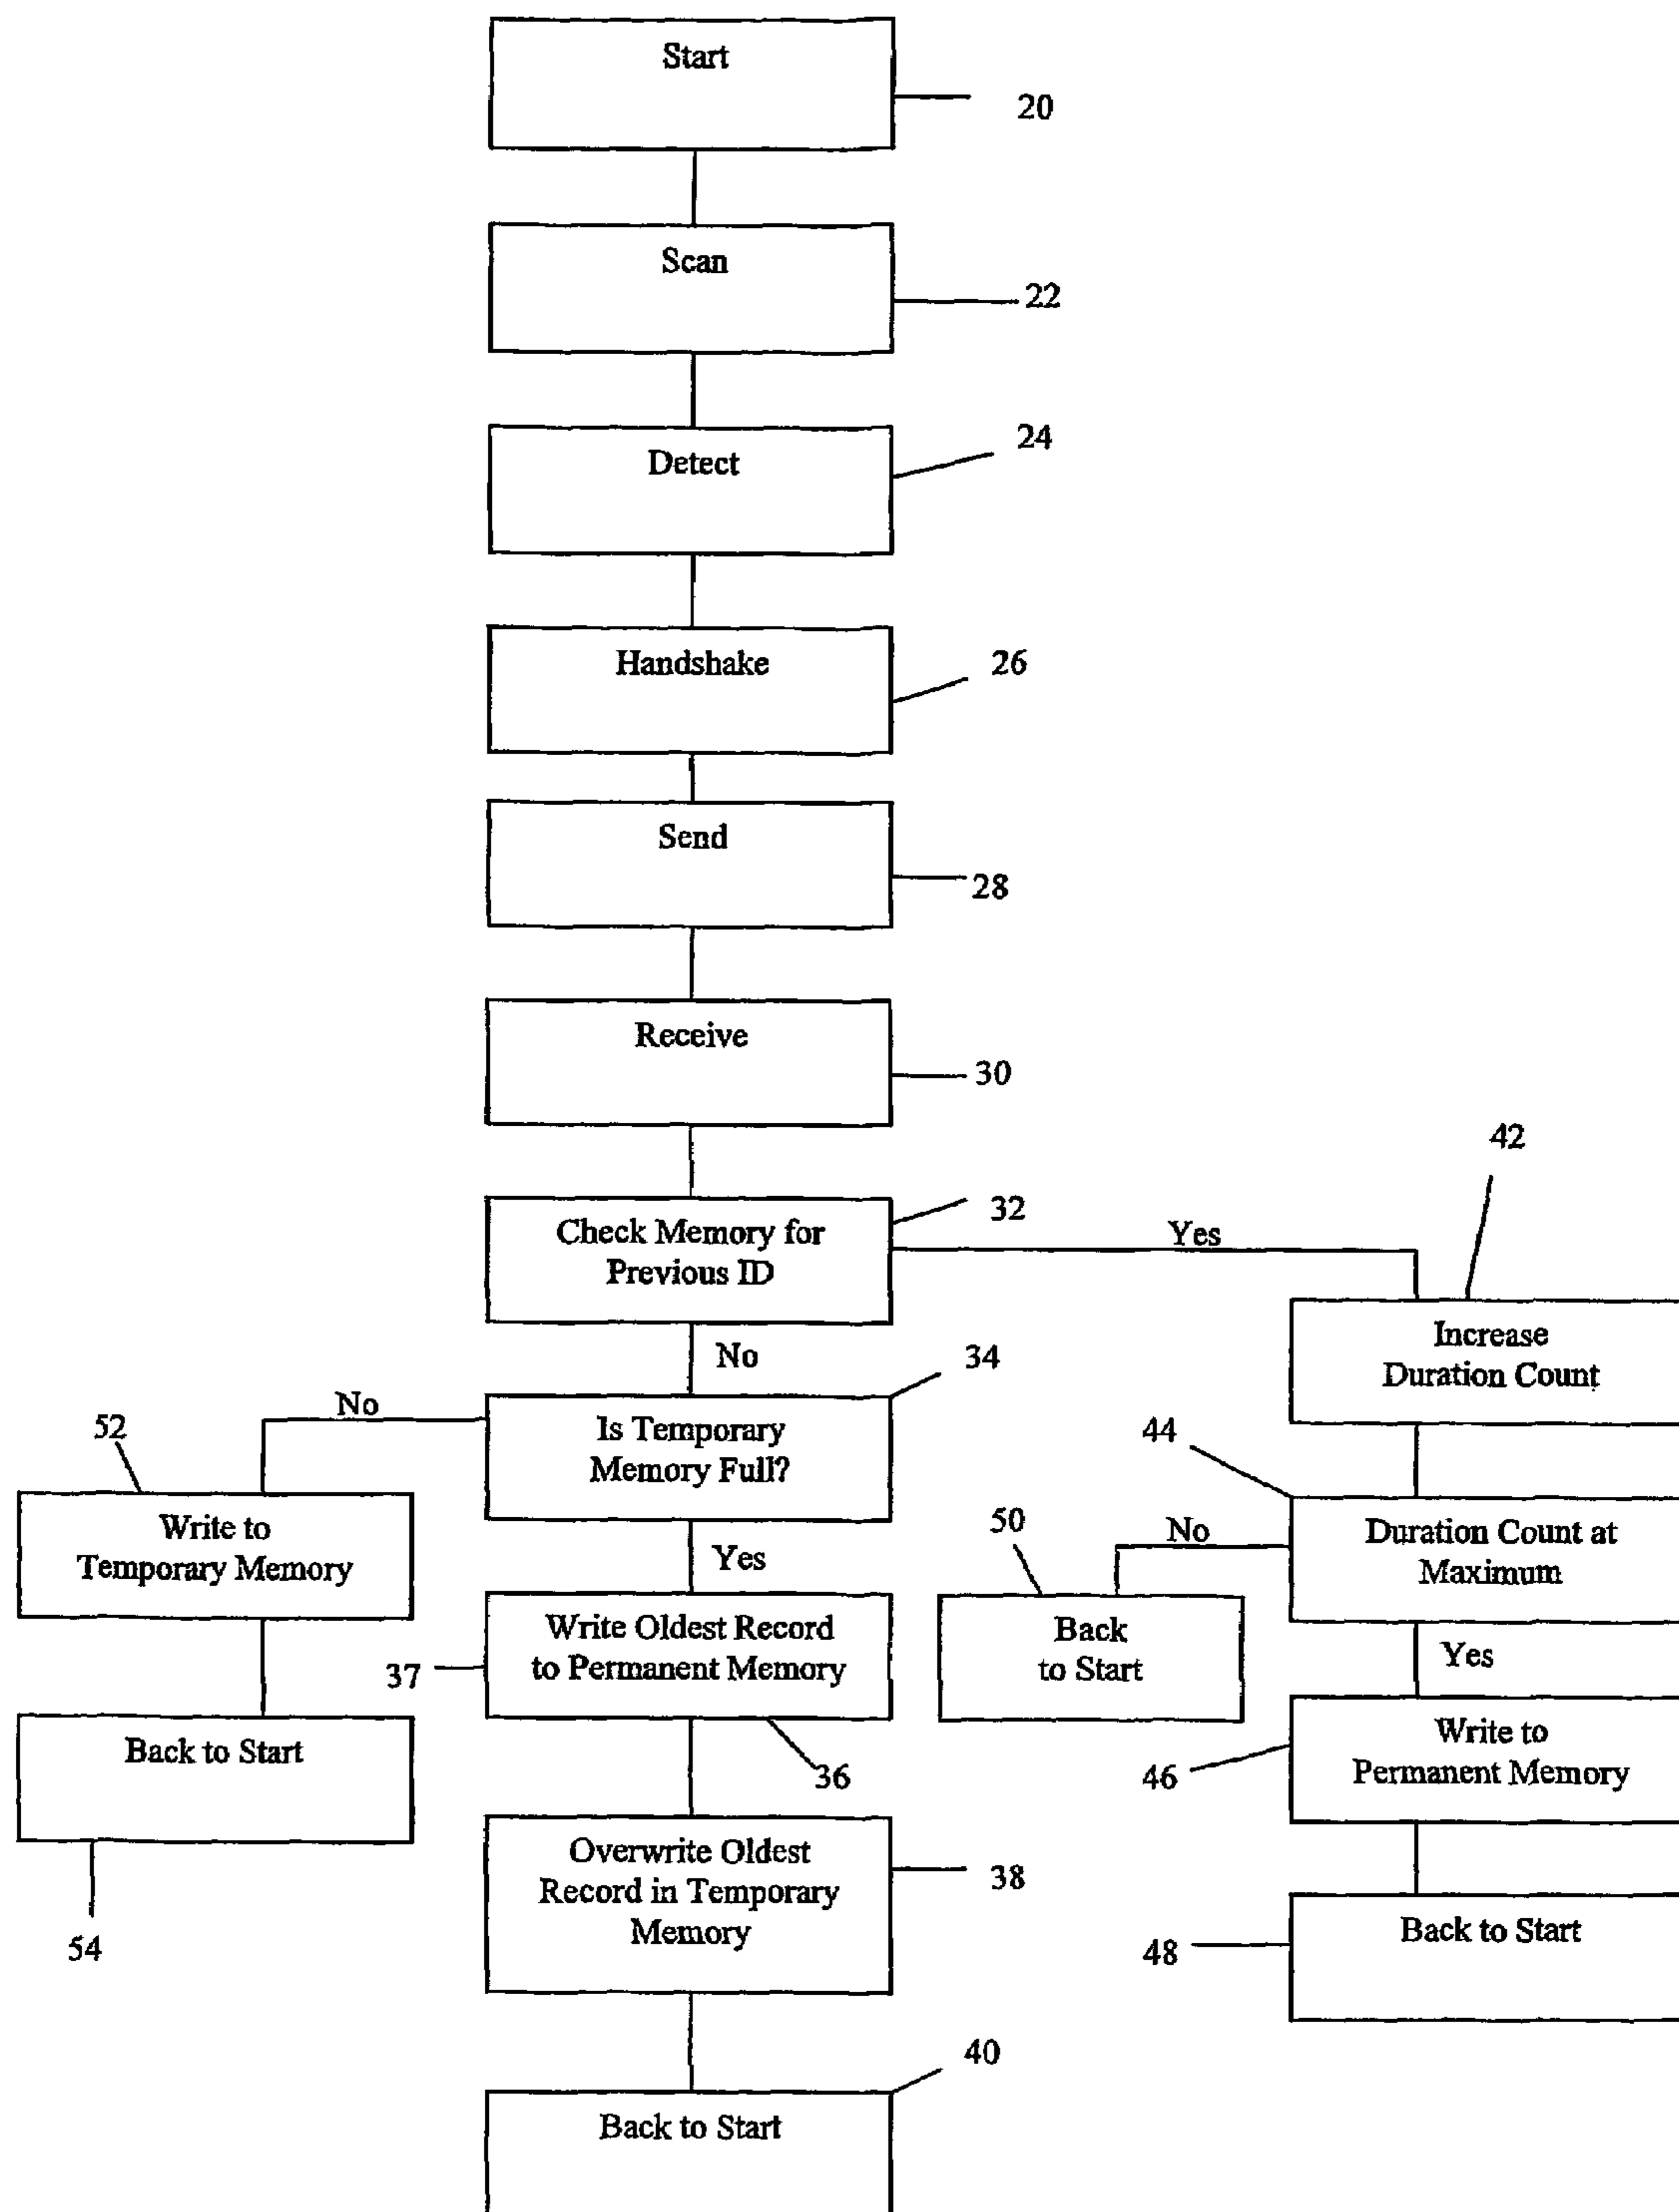 Start
20
Scan
22
Detect
24
Handshake
26
Send
28
Receive
30
Check Memory for
Previous ID
32
Yes
42
Increase
Duration Count
No
34
Is Temporary
Memory Full?
No
52
Write to
Temporary Memory
Back to Start
54
Yes
37
Write Oldest Record
to Permanent Memory
36
Overwrite Oldest
Record in Temporary
Memory
38
40
Back to Start
44
Duration Count at
Maximum
No
50
Back
to Start
Yes
46
Write to
Permanent Memory
48
Back to Start